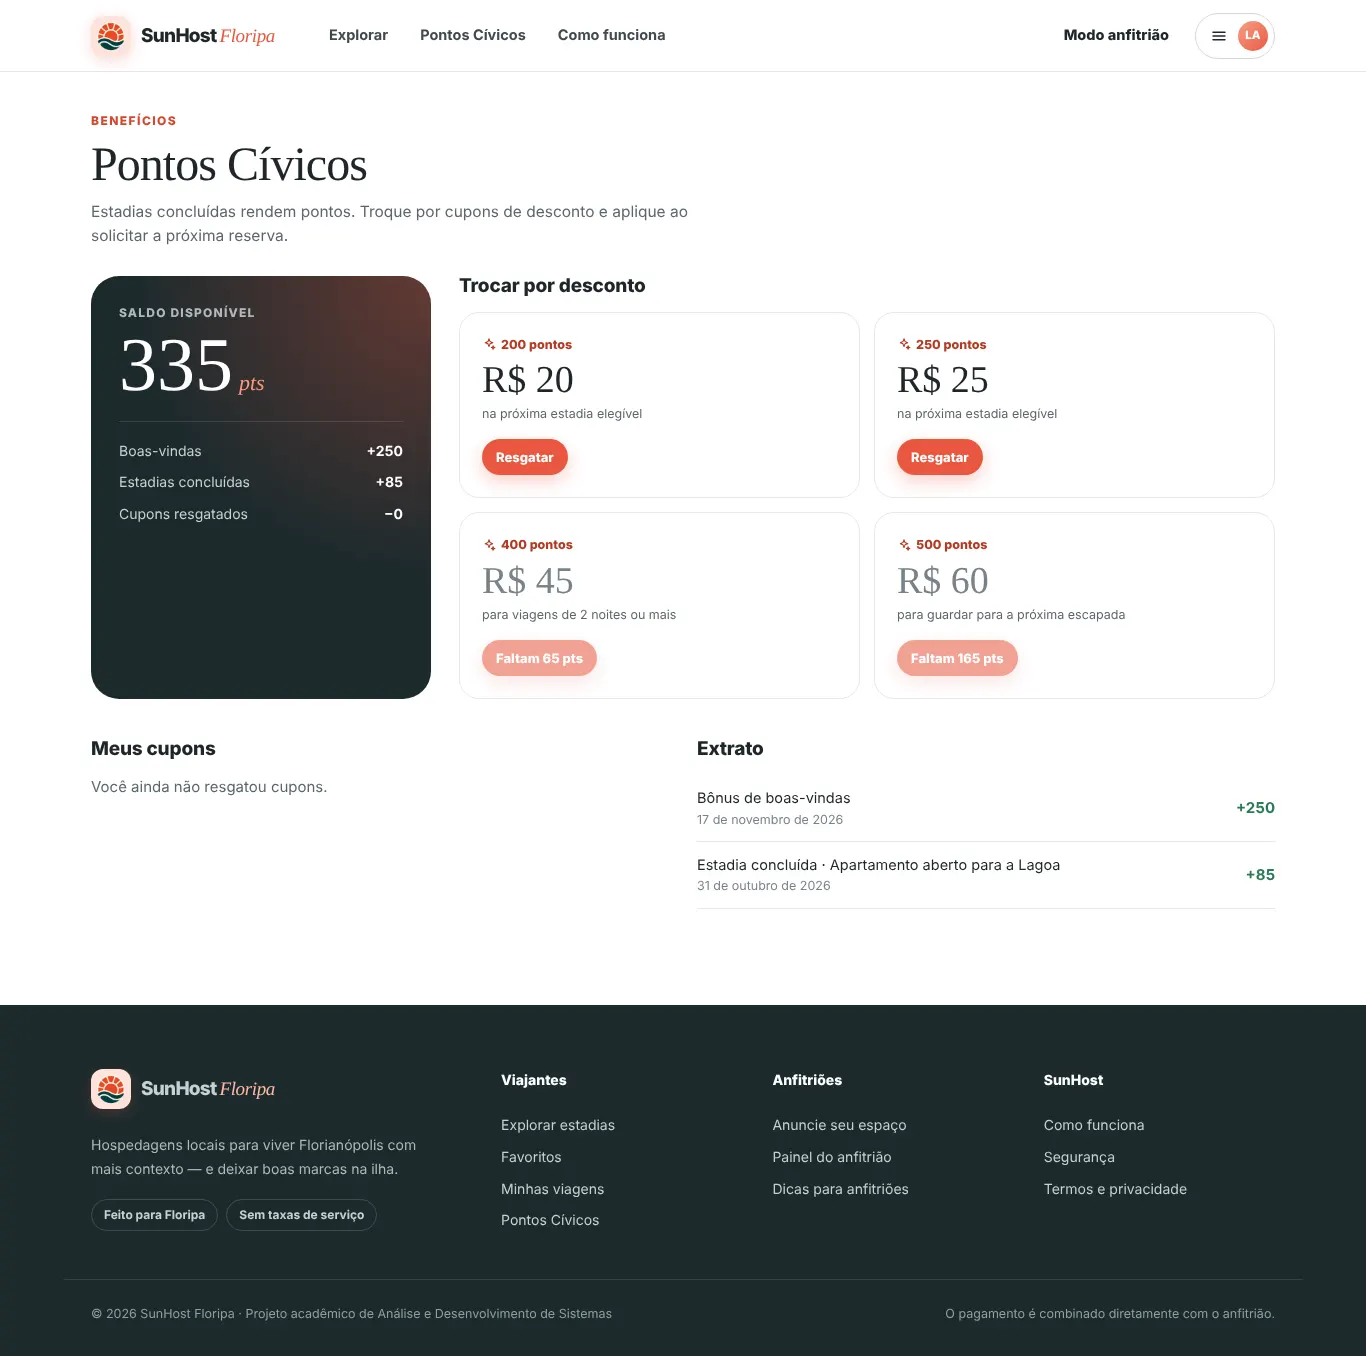 SunHost Floripa
Explorar
Pontos Cívicos
Como funciona
Modo anfitrião
LA
BENEFÍCIOS
Pontos Cívicos
Estadias concluídas rendem pontos. Troque por cupons de desconto e aplique ao
solicitar a próxima reserva.
SALDO DISPONÍVEL
335 pts
Boas-vindas +250
Estadias concluídas +85
Cupons resgatados −0
Trocar por desconto
200 pontos
R$ 20
na próxima estadia elegível
Resgatar
250 pontos
R$ 25
na próxima estadia elegível
Resgatar
400 pontos
R$ 45
para viagens de 2 noites ou mais
Faltam 65 pts
500 pontos
R$ 60
para guardar para a próxima escapada
Faltam 165 pts
Meus cupons
Você ainda não resgatou cupons.
Extrato
Bônus de boas-vindas
17 de novembro de 2026
+250
Estadia concluída · Apartamento aberto para a Lagoa
31 de outubro de 2026
+85
SunHost Floripa
Hospedagens locais para viver Florianópolis com
mais contexto — e deixar boas marcas na ilha.
Feito para Floripa
Sem taxas de serviço
Viajantes
Explorar estadias
Favoritos
Minhas viagens
Pontos Cívicos
Anfitriões
Anuncie seu espaço
Painel do anfitrião
Dicas para anfitriões
SunHost
Como funciona
Segurança
Termos e privacidade
© 2026 SunHost Floripa · Projeto acadêmico de Análise e Desenvolvimento de Sistemas
O pagamento é combinado diretamente com o anfitrião.